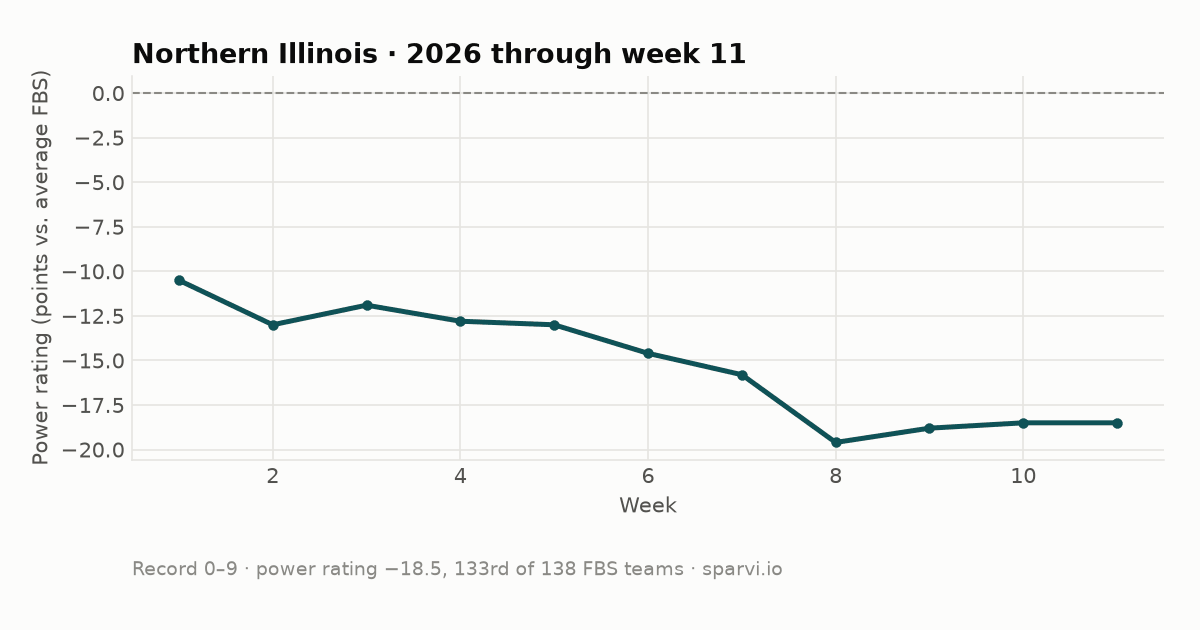 Northern Illinois · 2026 through week 11
Power rating (points vs. average FBS)
0.0
−2.5
−5.0
−7.5
−10.0
−12.5
−15.0
−17.5
−20.0
2 4 6 8 10
Week
Record 0–9 · power rating −18.5, 133rd of 138 FBS teams · sparvi.io